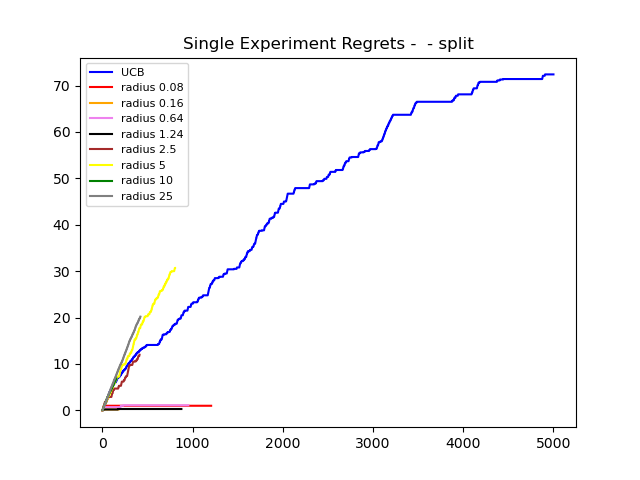 Single Experiment Regrets -  - split
UCB
radius 0.08
radius 0.16
radius 0.64
radius 1.24
radius 2.5
radius 5
radius 10
radius 25
70
60
50
40
30
20
10
0
0 1000 2000 3000 4000 5000